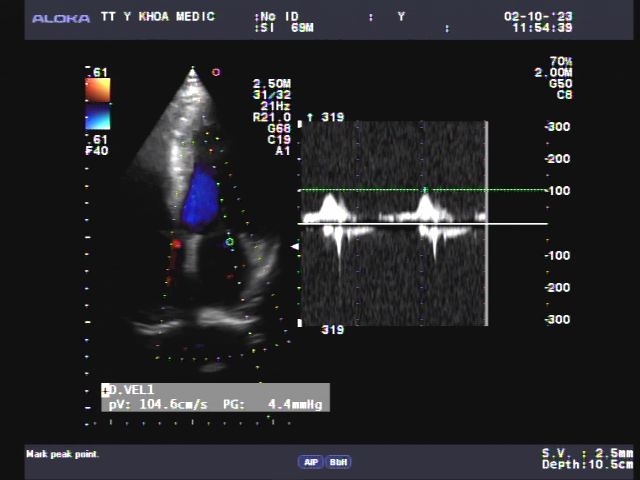 ALOKA TT Y KHOA MEDIC :No ID : Y 02-10-'23
:SI 69M : 11:54:39
.61
.61
F40
2.50M
31/32
21Hz
R21.0
G68
C19
A1
70%
2.00M
G50
C8
↑ 319
-300
-200
-100
-100
-200
-300
319
+D.VEL1
pV: 104.6cm/s PG: 4.4mmHg
Mark peak point.
AIP BbH
S.V. : 2.5mm
Depth:10.5cm